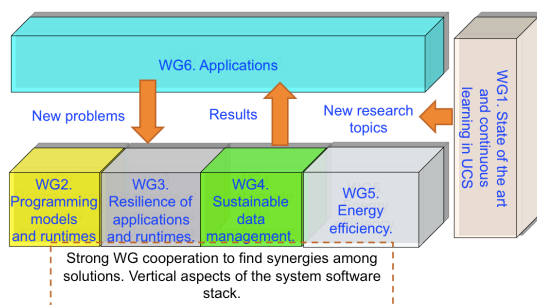 WG6. Applications
New problems
Results
New research
topics
WG1. State of the art
and continuous
learning in UCS
WG2.
Programming
models
and runtimes.
WG3.
Resilience of
applications
and runtimes.
WG4.
Sustainable
data
management.
WG5.
Energy
efficiency.
Strong WG cooperation to find synergies among
solutions. Vertical aspects of the system software
stack.